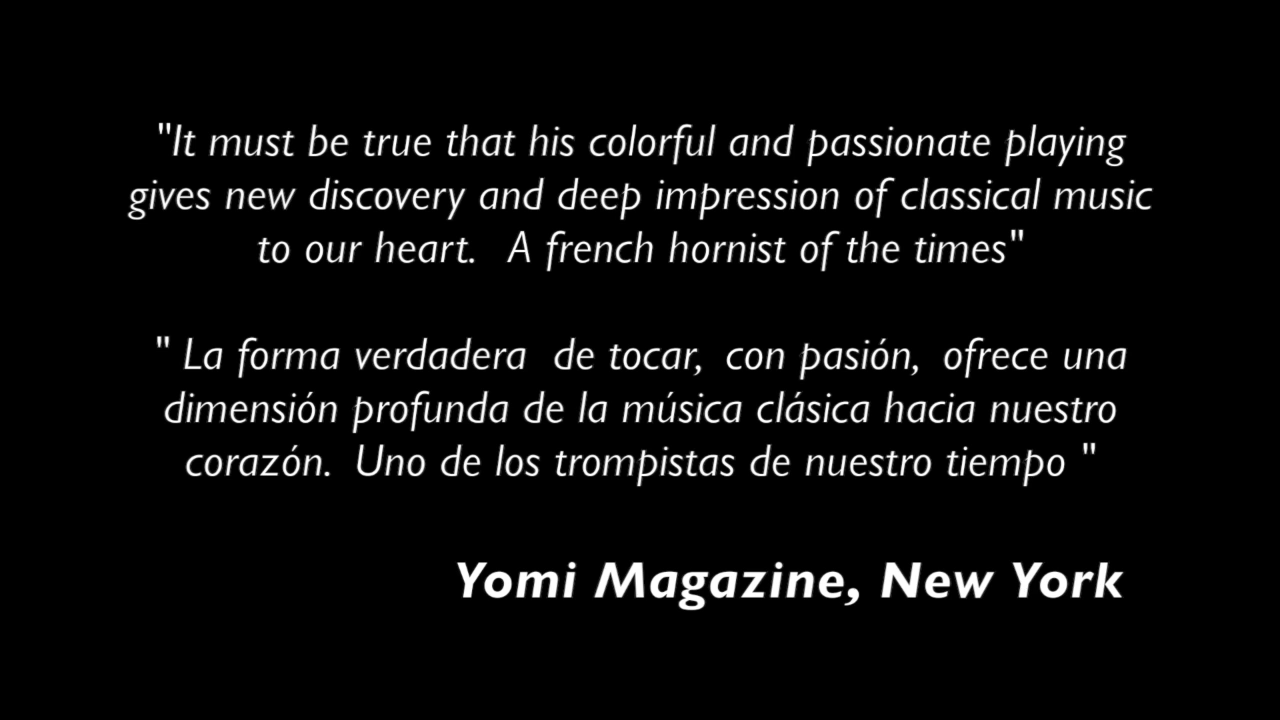 "It must be true that his colorful and passionate playing
gives new discovery and deep impression of classical music
to our heart.  A french hornist of the times"
" La forma verdadera  de tocar,  con pasión,  ofrece una
dimensión profunda de la música clásica hacia nuestro
corazón.  Uno de los trompistas de nuestro tiempo "
Yomi Magazine, New York